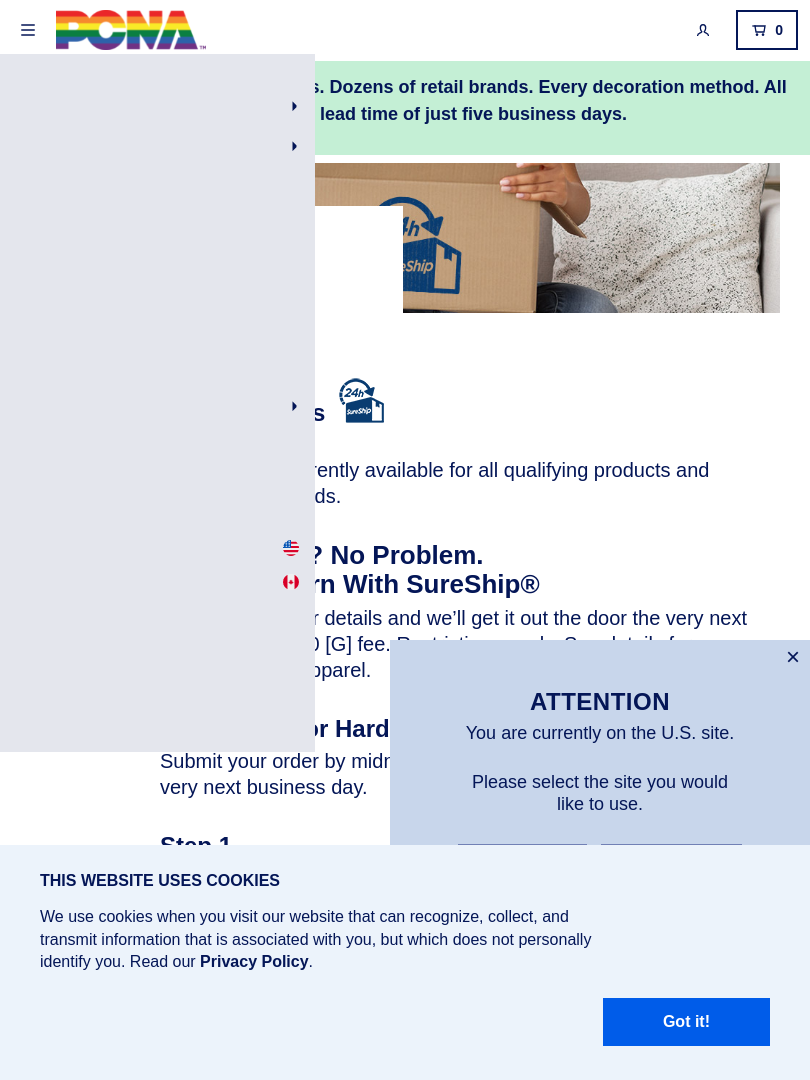 PCNA™
0
s. Dozens of retail brands. Every decoration method. All
lead time of just five business days.
24h
SureShip
s
24h
SureShip
rently available for all qualifying products and
ds.
? No Problem.
rn With SureShip®
r details and we’ll get it out the door the very next
0 [G] fee.
pparel.
or Hard
Submit your order by midn
very next business day.
Step 1
×
ATTENTION
You are currently on the U.S. site.
Please select the site you would
like to use.
THIS WEBSITE USES COOKIES
We use cookies when you visit our website that can recognize, collect, and
transmit information that is associated with you, but which does not personally
identify you. Read our Privacy Policy.
Got it!